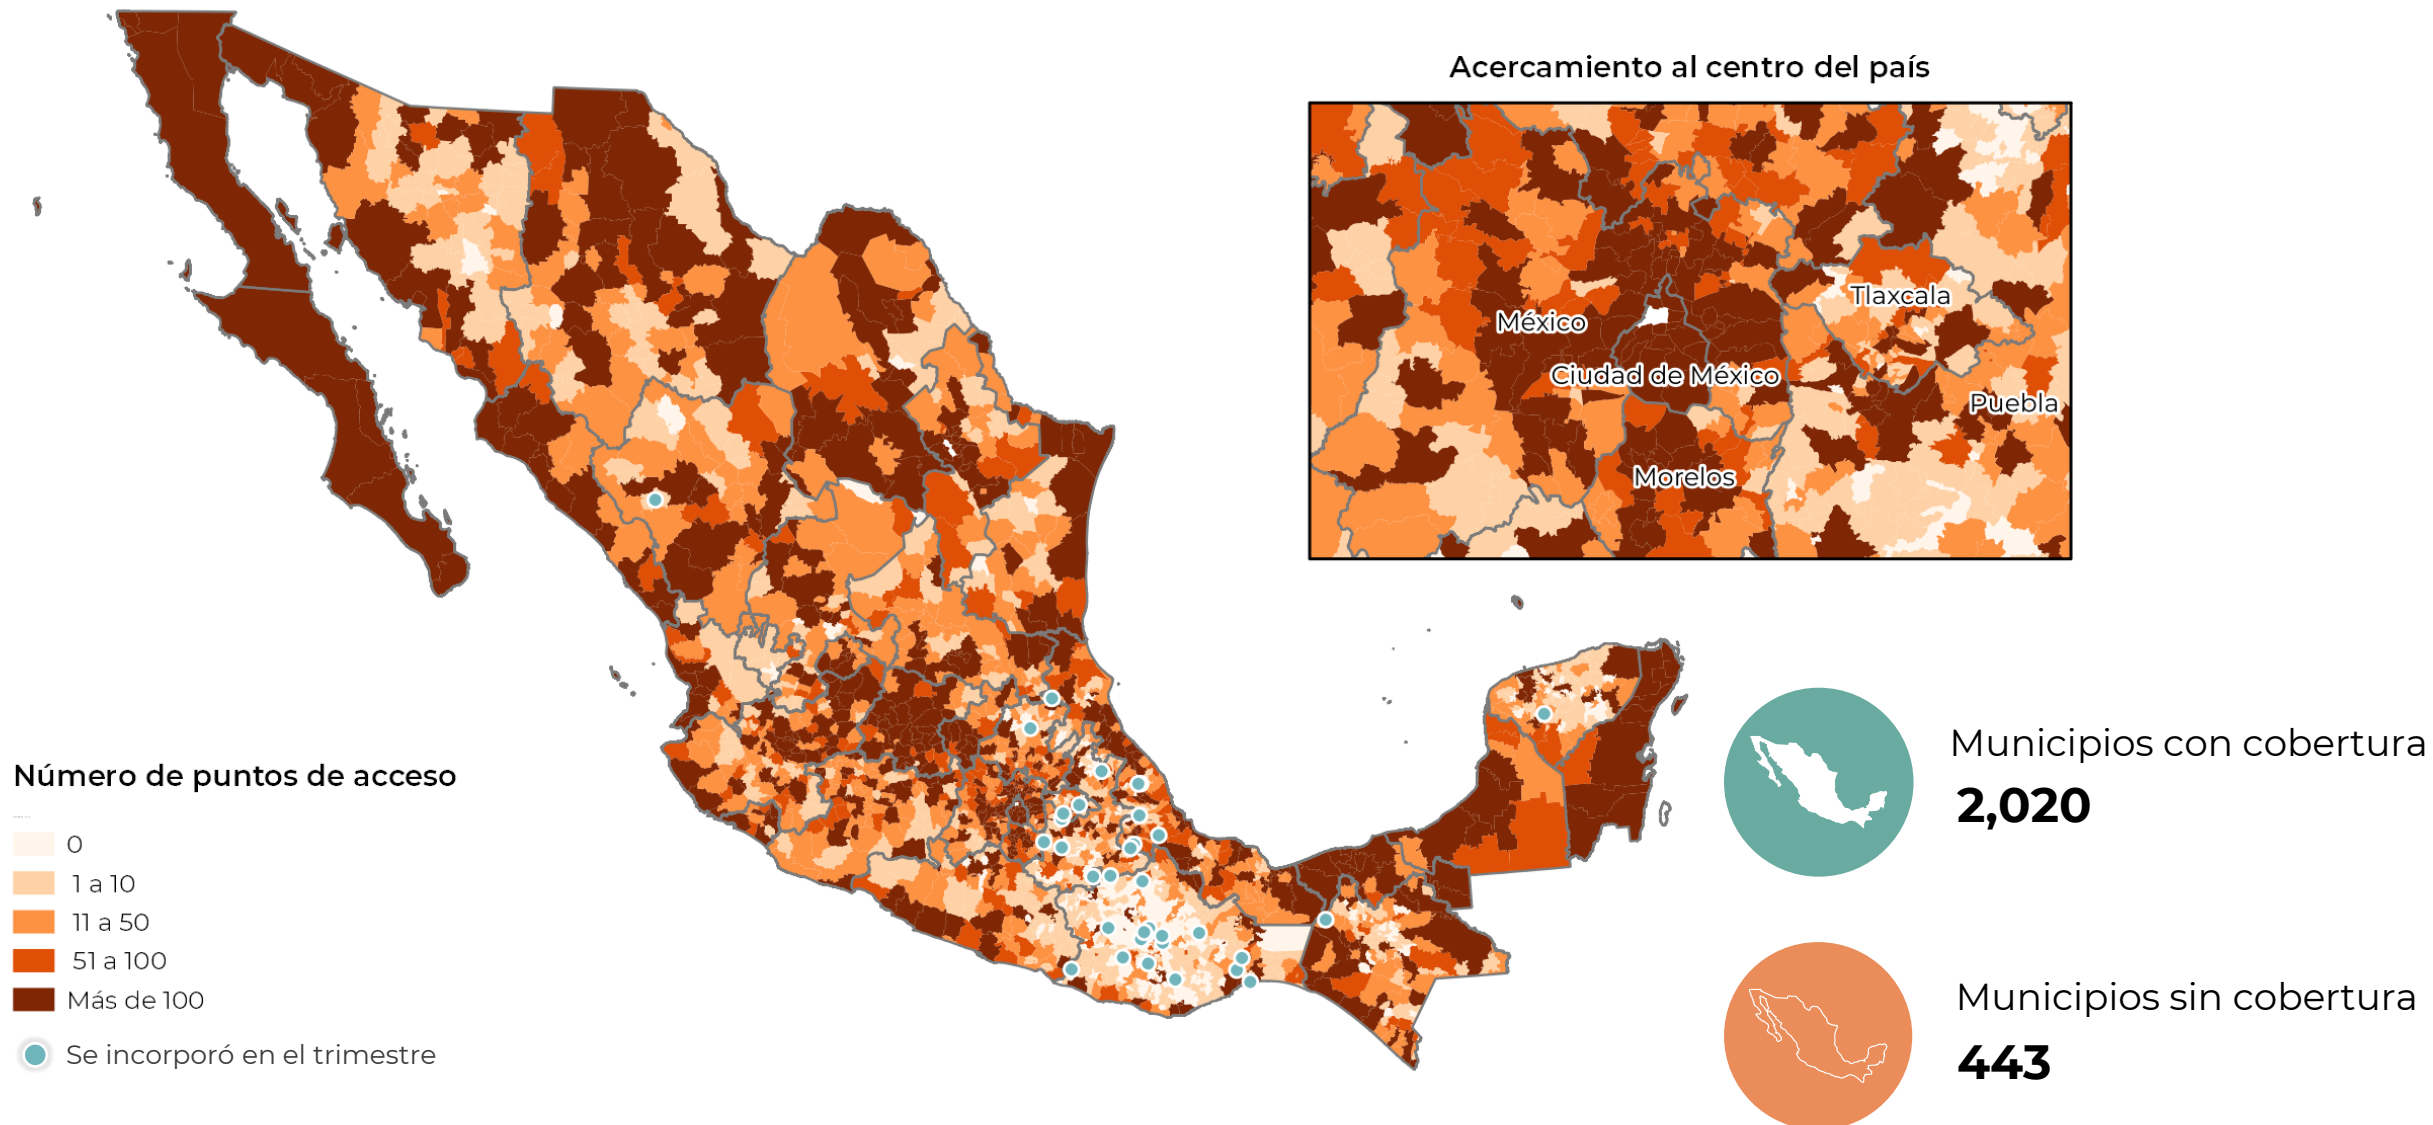 Acercamiento al centro del país
México
Tlaxcala
Ciudad de México
Puebla
Morelos
Número de puntos de acceso
0
1 a 10
11 a 50
51 a 100
Más de 100
Se incorporó en el trimestre
Municipios con cobertura
2,020
Municipios sin cobertura
443